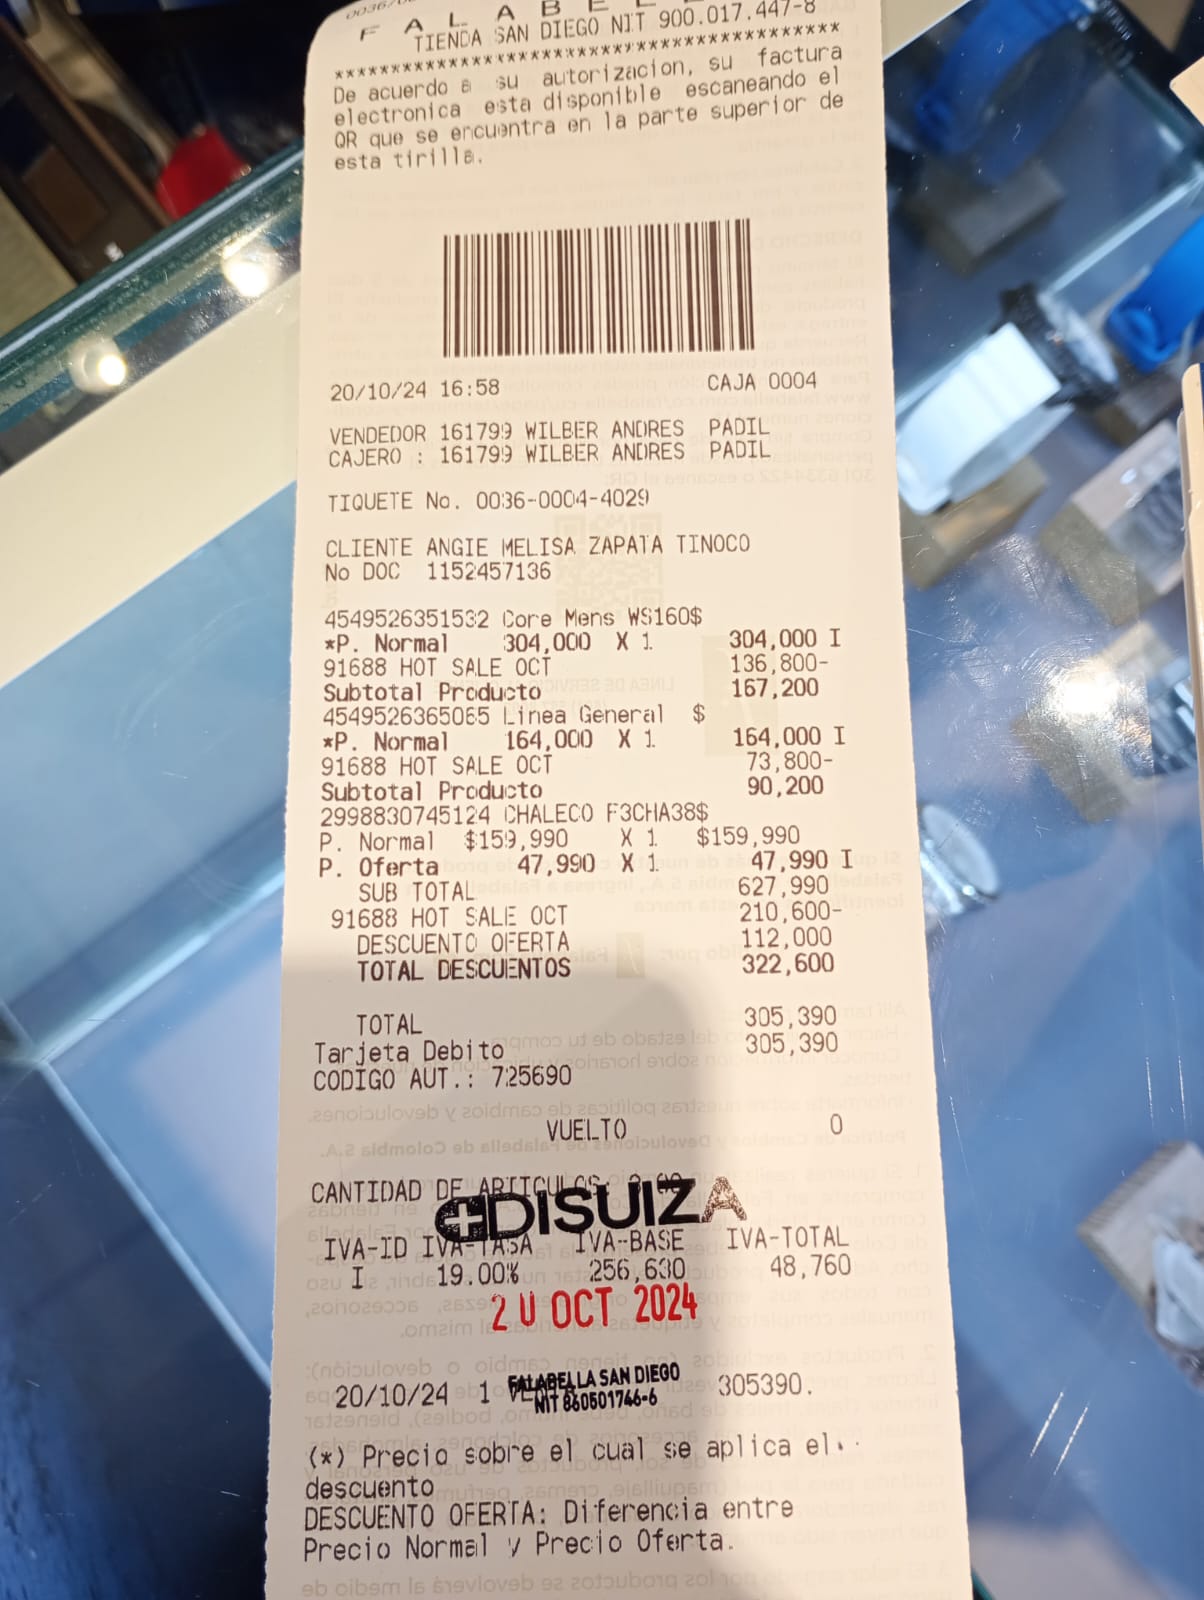 F A L A B E L
TIENDA SAN DIEGO NIT 900.017.447-8
******************************************
De acuerdo a su autorizacion, su factura
electronica esta disponible escaneando el
QR que se encuentra en la parte superior de
esta tirilla.
20/10/24 16:58 CAJA 0004
VENDEDOR 161799 WILBER ANDRES PADIL
CAJERO : 161799 WILBER ANDRES PADIL
TIQUETE No. 0036-0004-4029
CLIENTE ANGIE MELISA ZAPATA TINOCO
No DOC 1152457136
4549526351532 Core Mens WS160$
*P. Normal 304,000 X 1 304,000 I
91688 HOT SALE OCT 136,800-
Subtotal Producto 167,200
4549526365065 Linea General $
*P. Normal 164,000 X 1 164,000 I
91688 HOT SALE OCT 73,800-
Subtotal Producto 90,200
2998830745124 CHALECO F3CHA38$
P. Normal $159,990 X 1 $159,990
P. Oferta 47,990 X 1 47,990 I
SUB TOTAL 627,990
91688 HOT SALE OCT 210,600-
DESCUENTO OFERTA 112,000
TOTAL DESCUENTOS 322,600
TOTAL 305,390
Tarjeta Debito 305,390
CODIGO AUT.: 725690
VUELTO 0
CANTIDAD DE ARTICULOS
DISUIZA
IVA-ID IVA-TASA IVA-BASE IVA-TOTAL
I 19.00% 256,630 48,760
20 OCT 2024
FALABELLA SAN DIEGO
20/10/24 1 305390.
NIT 860501746-6
(*) Precio sobre el cual se aplica el
descuento
DESCUENTO OFERTA: Diferencia entre
Precio Normal y Precio Oferta.